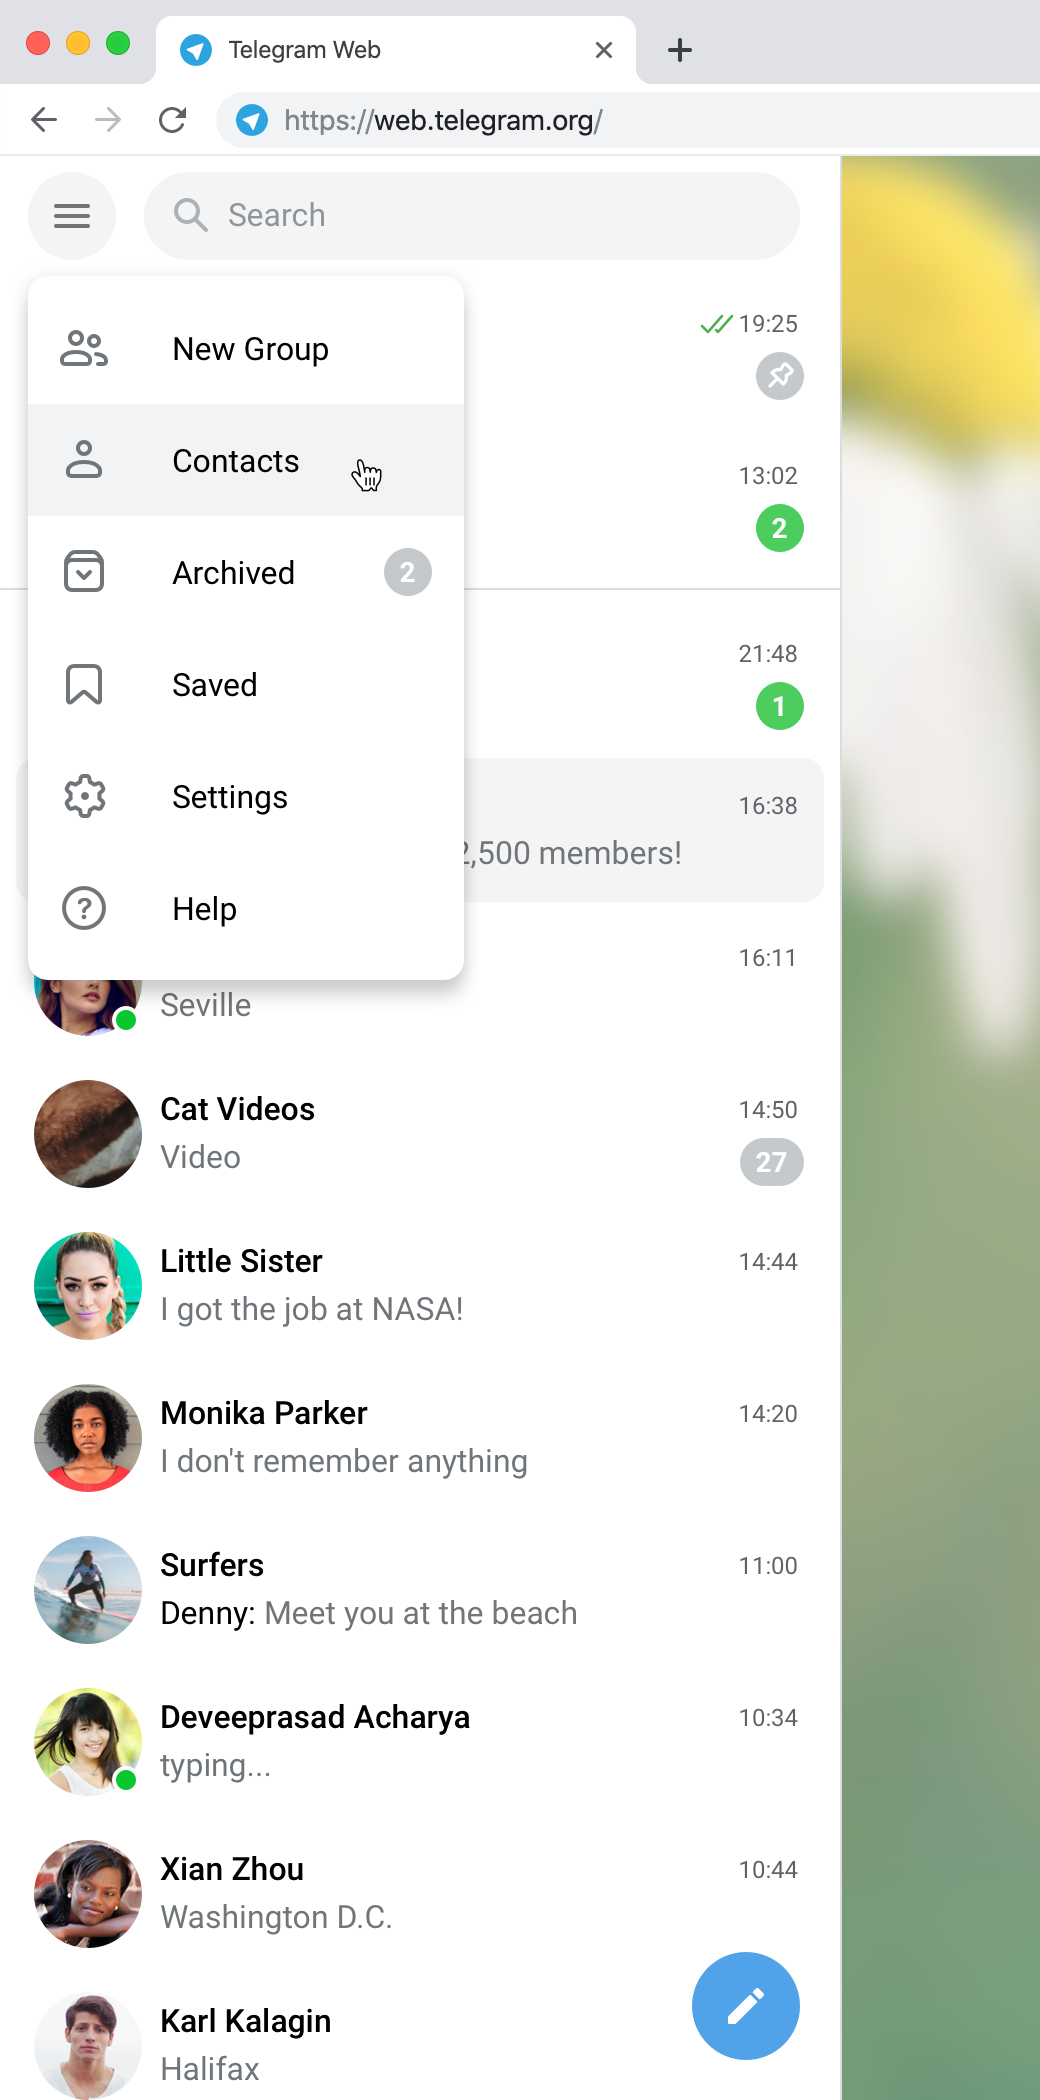 Telegram Web
https://web.telegram.org/
Search
New Group
19:25
Contacts
13:02
2
Archived
2
21:48
1
Saved
Settings
16:38
,500 members!
Help
16:11
Seville
Cat Videos
14:50
Video
27
Little Sister
14:44
I got the job at NASA!
Monika Parker
14:20
I don't remember anything
Surfers
11:00
Denny: Meet you at the beach
Deveeprasad Acharya
10:34
typing...
Xian Zhou
10:44
Washington D.C.
Karl Kalagin
Halifax